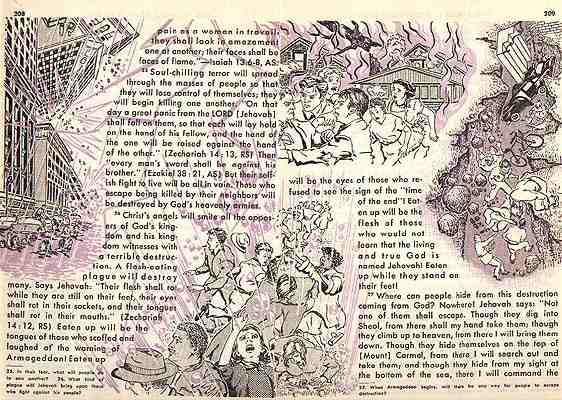 208
209
pain as a woman in travail:
they shall look in amazement
one at another; their faces shall be
faces of flame."—Isaiah 13:6-8, AS.
25 Soul-chilling terror will spread
through the masses of people so that
they will lose control of themselves; they
will begin killing one another. "On that
day a great panic from the LORD [Jehovah]
shall fall on them, so that each will lay hold
on the hand of his fellow, and the hand of
the one will be raised against the hand
of the other." (Zechariah 14:13, RS) Then
"every man's sword shall be against his
brother." (Ezekiel 38:21, AS) But their self-
ish fight to live will be all in vain. Those who
escape being killed by their neighbors will
be destroyed by God's heavenly armies.
26 Christ's angels will smite all the oppos-
ers of God's king-
dom and his king-
dom witnesses with
a terrible destruc-
tion. A flesh-eating
plague will destroy
many. Says Jehovah: "Their flesh shall rot
while they are still on their feet, their eyes
shall rot in their sockets, and their tongues
shall rot in their mouths." (Zechariah
14:12, RS) Eaten up will be the
tongues of those who scoffed and
laughed at the warning of
Armageddon! Eaten up
25. In their fear, what will people do
to one another? 26. What kind of
plague will Jehovah bring upon those
who fight against his people?
will be the eyes of those who re-
fused to see the sign of the "time
of the end"! Eat-
en up will be the
flesh of those
who would not
learn that the living
and true God is
named Jehovah! Eaten
up while they stand on
their feet!
27 Where can people hide from this destruction
coming from God? Nowhere! Jehovah says: "Not
one of them shall escape. Though they dig into
Sheol, from there shall my hand take them; though
they climb up to heaven, from there I will bring them
down. Though they hide themselves on the top of
[Mount] Carmel, from there I will search out and
take them; and though they hide from my sight at
the bottom of the sea, there I will command the
27. When Armageddon begins, will there be any way for people to escape
destruction?